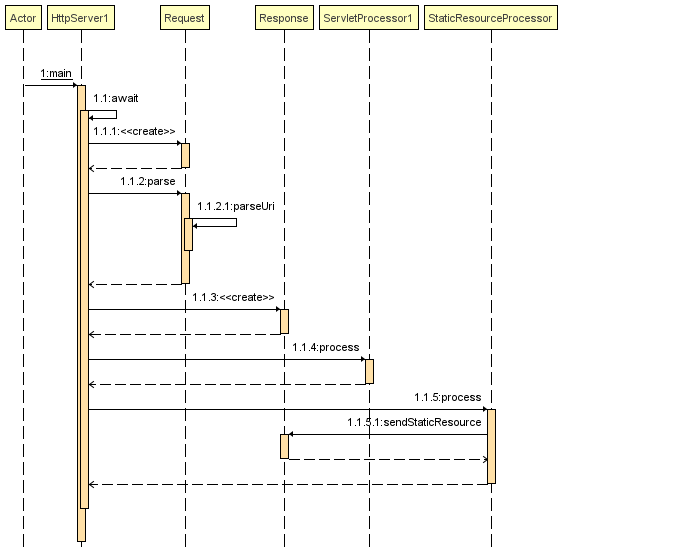 Actor HttpServer1 Request Response ServletProcessor1 StaticResourceProcessor
1:main
1.1:await
1.1.1:<<create>>
1.1.2:parse
1.1.2.1:parseUri
1.1.3:<<create>>
1.1.4:process
1.1.5:process
1.1.5.1:sendStaticResource